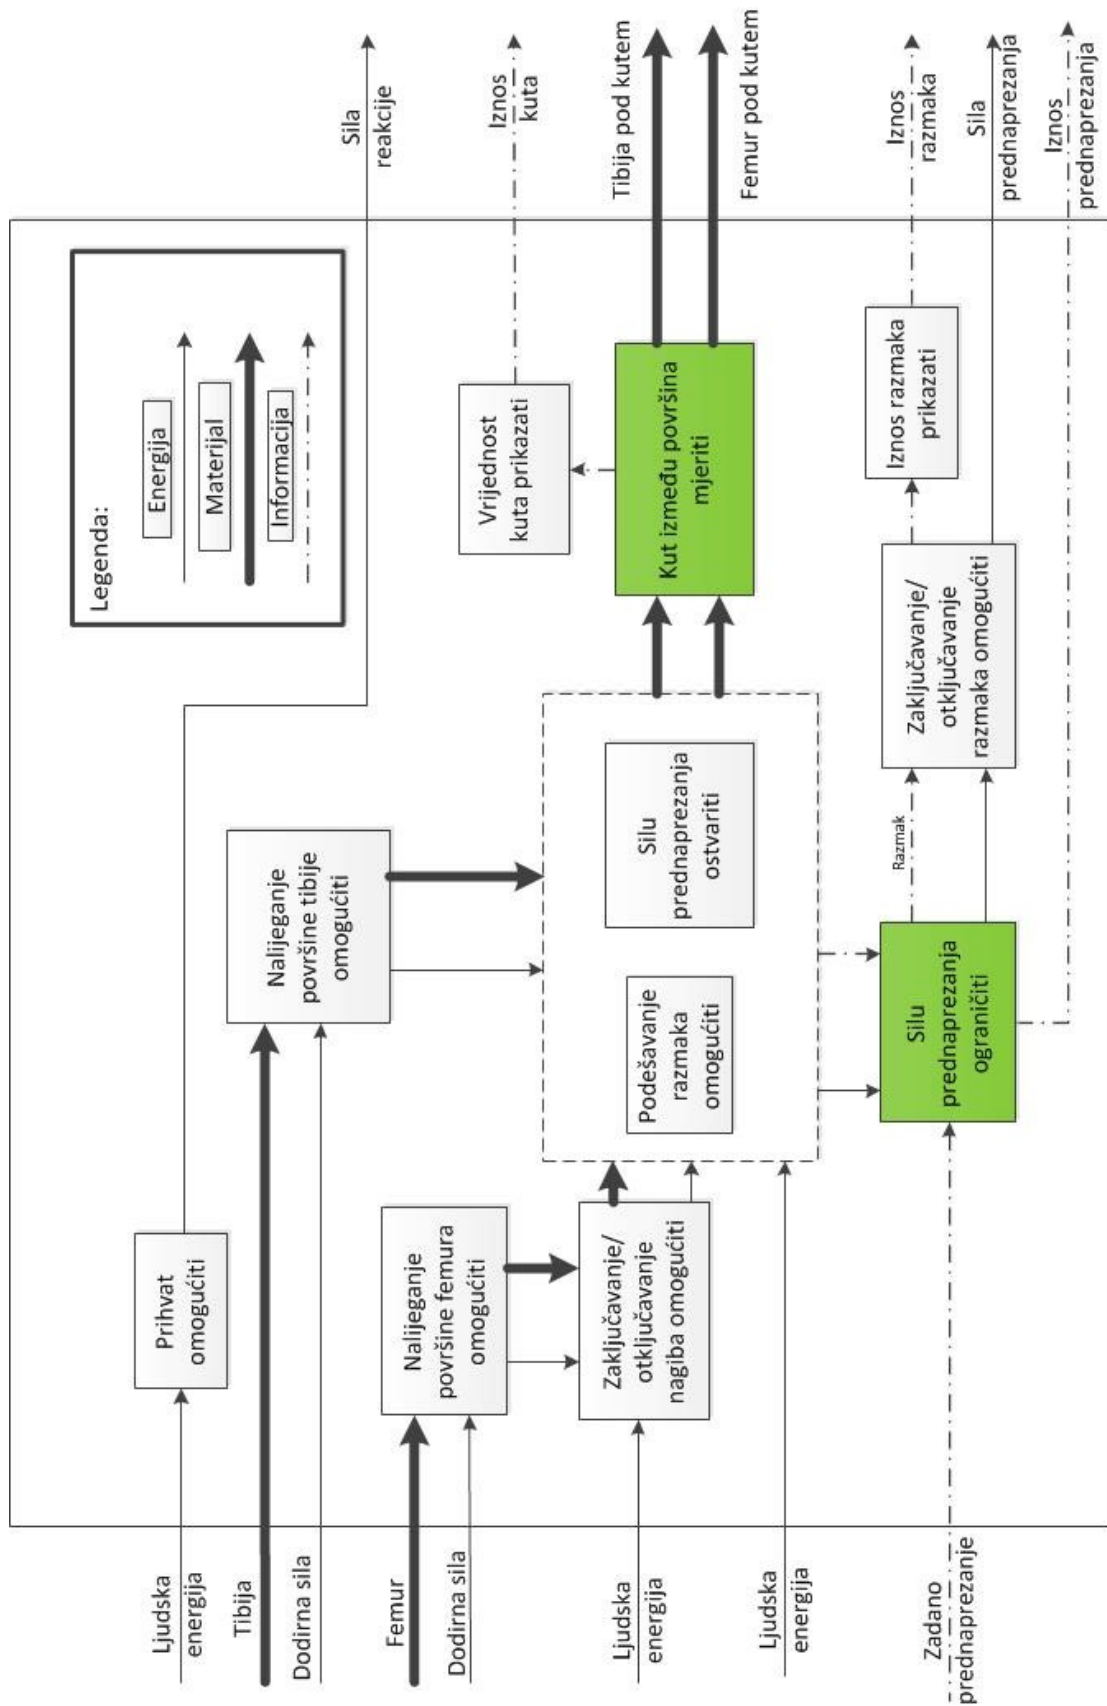 Legenda:
Energija
Materijal
Informacija
Ljudska
energija
Prihvat
omogućiti
Sila
reakcije
Tibija
Dodirna sila
Nalijeganje
površine tibije
omogućiti
Femur
Dodirna sila
Nalijeganje
površine femura
omogućiti
Vrijednost
kuta prikazati
Iznos
kuta
Ljudska
energija
Zaključavanje/
otključavanje
nagiba omogućiti
Podešavanje
razmaka
omogućiti
Silu
prednaprezanja
ostvariti
Kut između površina
mjeriti
Tibija pod kutem
Femur pod kutem
Ljudska
energija
Zadano
prednaprezanje
Silu
prednaprezanja
ograničiti
Razmak
Zaključavanje/
otključavanje
razmaka omogućiti
Iznos razmaka
prikazati
Iznos
razmaka
Sila
prednaprezanja
Iznos
prednaprezanja